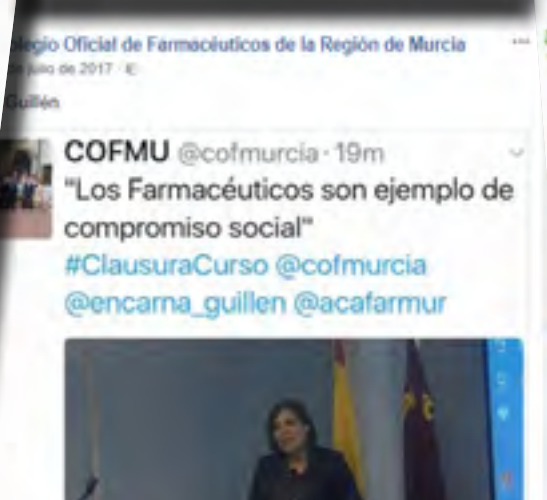 legio Oficial de Farmacéuticos de la Región de Murcia
de julio de 2017
Guillén
COFMU @cofmurcia · 19m
"Los Farmacéuticos son ejemplo de
compromiso social"
#ClausuraCurso @cofmurcia
@encarna_guillen @acafarmur